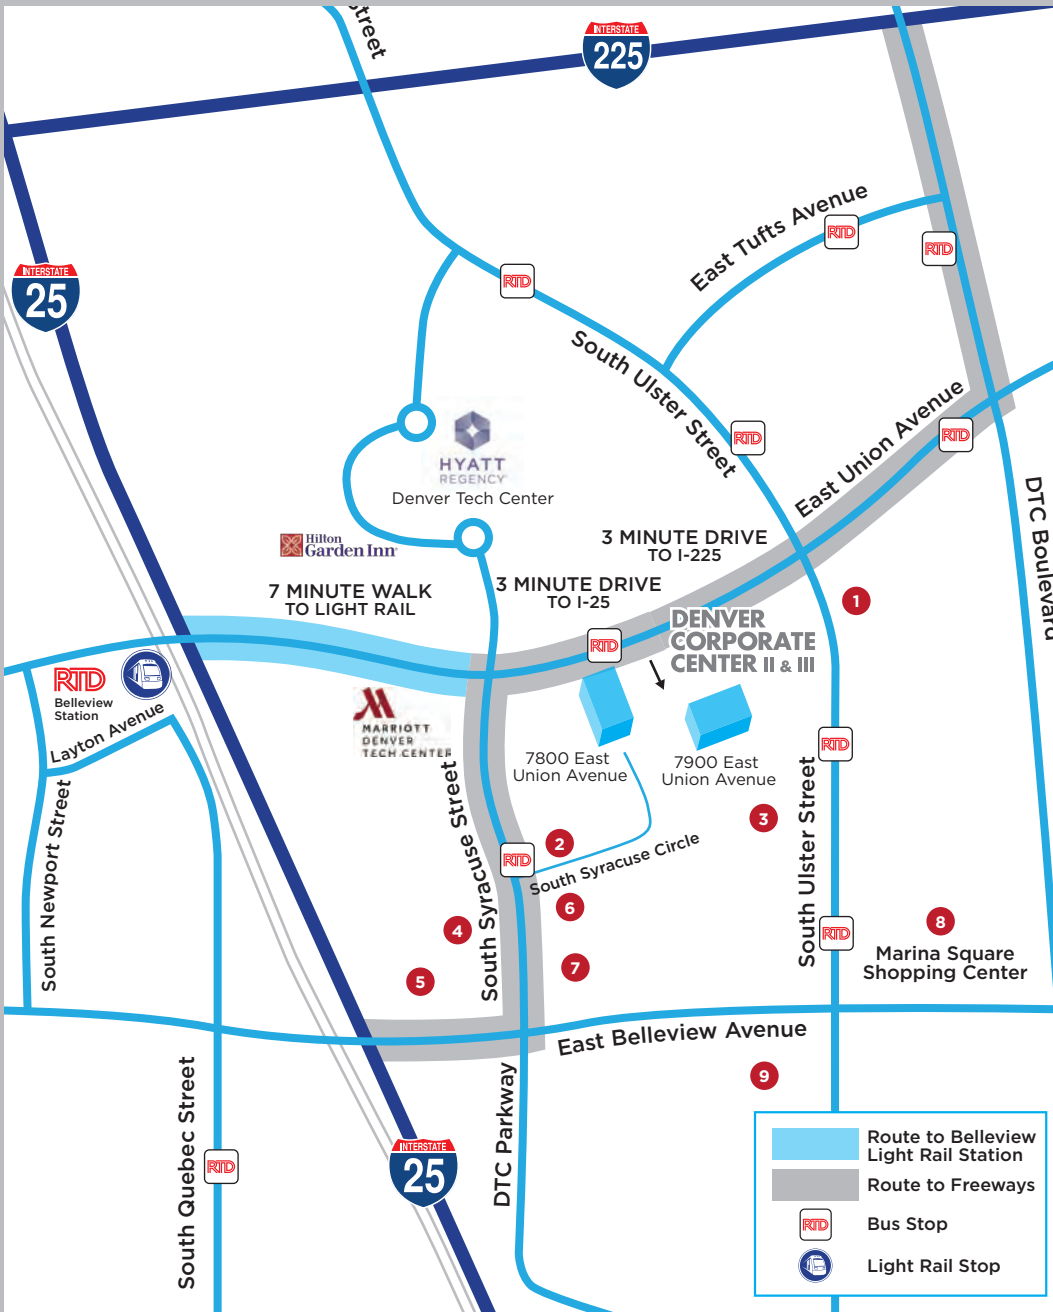 Street
INTERSTATE
225
East Tufts Avenue
RTD
RTD
INTERSTATE
25
RTD
South Ulster Street
East Union Avenue
RTD
RTD
HYATT
REGENCY
Denver Tech Center
DTC Boulevard
Hilton
Garden Inn
3 MINUTE DRIVE
TO I-225
7 MINUTE WALK
TO LIGHT RAIL
3 MINUTE DRIVE
TO I-25
1
DENVER
CORPORATE
CENTER II & III
RTD
RTD
Belleview
Station
Layton Avenue
MARRIOTT
DENVER
TECH CENTER
7800 East
Union Avenue
7900 East
Union Avenue
RTD
South Newport Street
South Syracuse Street
South Ulster Street
3
2
RTD
South Syracuse Circle
6
4
7
5
RTD
8
Marina Square
Shopping Center
East Belleview Avenue
9
South Quebec Street
DTC Parkway
RTD
INTERSTATE
25
Route to Belleview
Light Rail Station
Route to Freeways
RTD
Bus Stop
Light Rail Stop